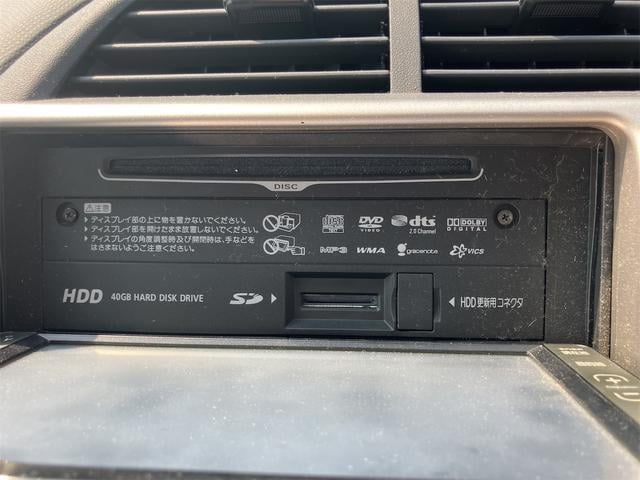 DISC
注意
▶ディスプレイ部の上に物を置かないでください。
▶ディスプレイ部を開けたまま放置しないでください。
▶ディスプレイの角度調整時及び開閉時は、手などを
はさまないようご注意ください。
DVD
VIDEO
dts
2.0 Channel
DOLBY
DIGITAL
MP3
WMA
gracenote
VICS
HDD 40GB HARD DISK DRIVE SD ▶
◀ HDD更新用コネクタ